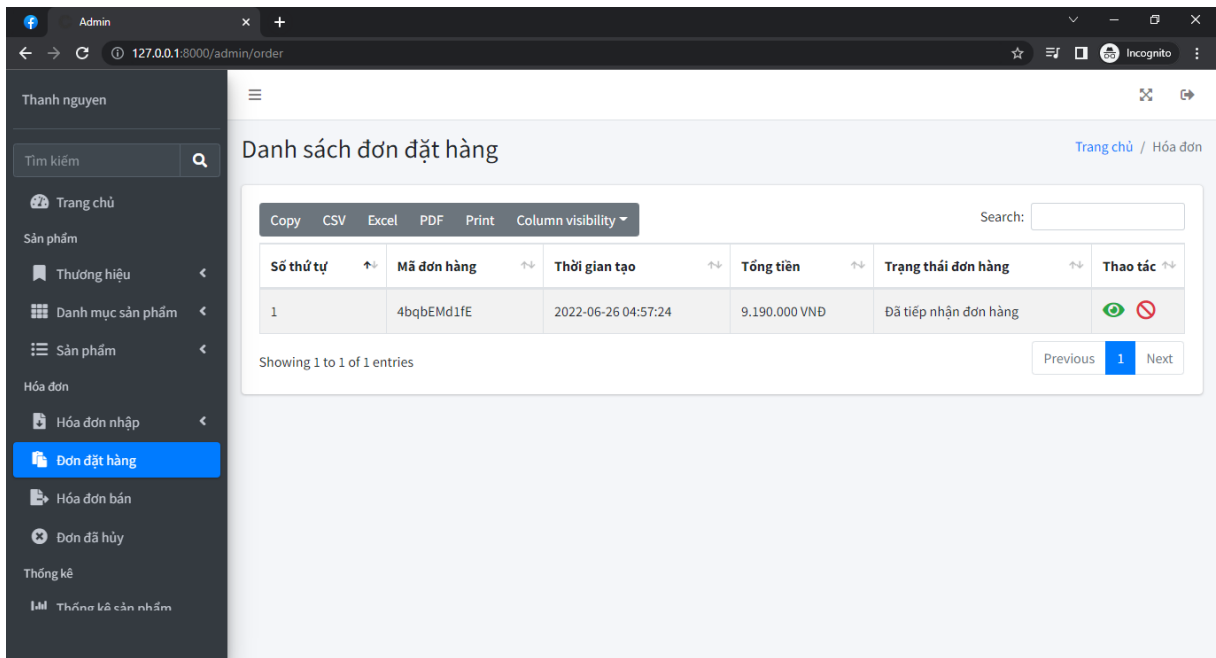 Admin
127.0.0.1:8000/admin/order
Incognito
Thanh nguyen
Tìm kiếm
Trang chủ
Sản phẩm
Thương hiệu
Danh mục sản phẩm
Sản phẩm
Hóa đơn
Hóa đơn nhập
Đơn đặt hàng
Hóa đơn bán
Đơn đã hủy
Thống kê
Thống kê sản phẩm
Danh sách đơn đặt hàng
Trang chủ / Hóa đơn
Copy CSV Excel PDF Print Column visibility
Search:
Số thứ tự Mã đơn hàng Thời gian tạo Tổng tiền Trạng thái đơn hàng Thao tác
1 4bqbEMd1fE 2022-06-26 04:57:24 9.190.000 VNĐ Đã tiếp nhận đơn hàng
Showing 1 to 1 of 1 entries
Previous 1 Next